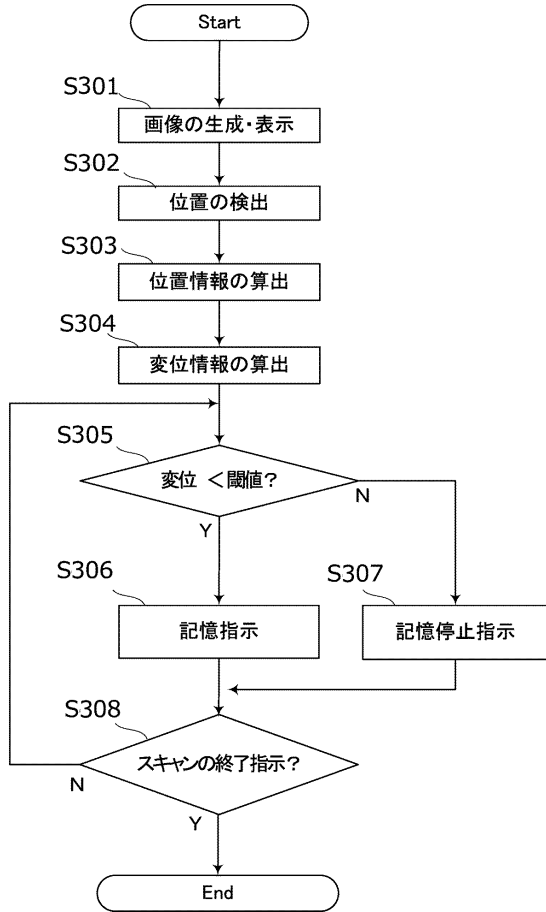 Start
S301
画像の生成・表示
S302
位置の検出
S303
位置情報の算出
S304
変位情報の算出
S305
変位 <閾値?
N
Y
S306
記憶指示
S307
記憶停止指示
S308
スキャンの終了指示?
N
Y
End